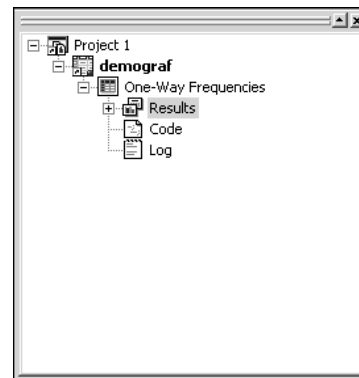 Project 1
demograf
One-Way Frequencies
Results
Code
Log